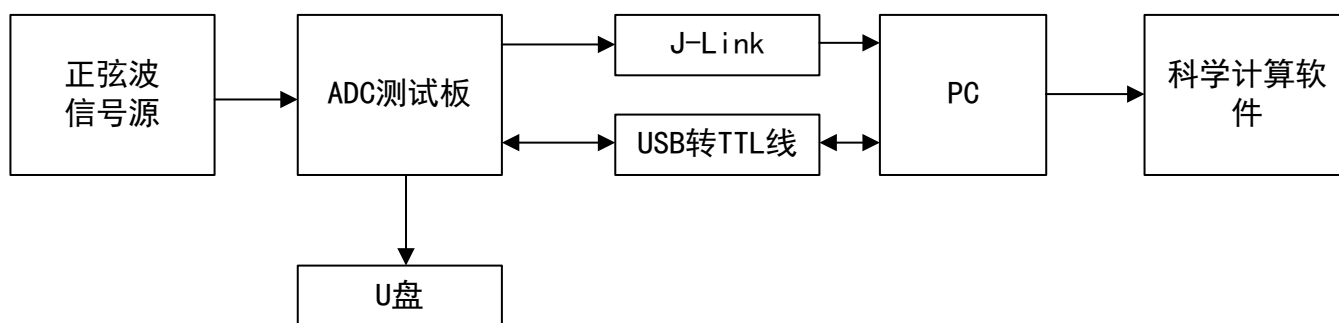 正弦波
信号源
ADC测试板
J-Link
USB转TTL线
PC
科学计算软
件
U盘